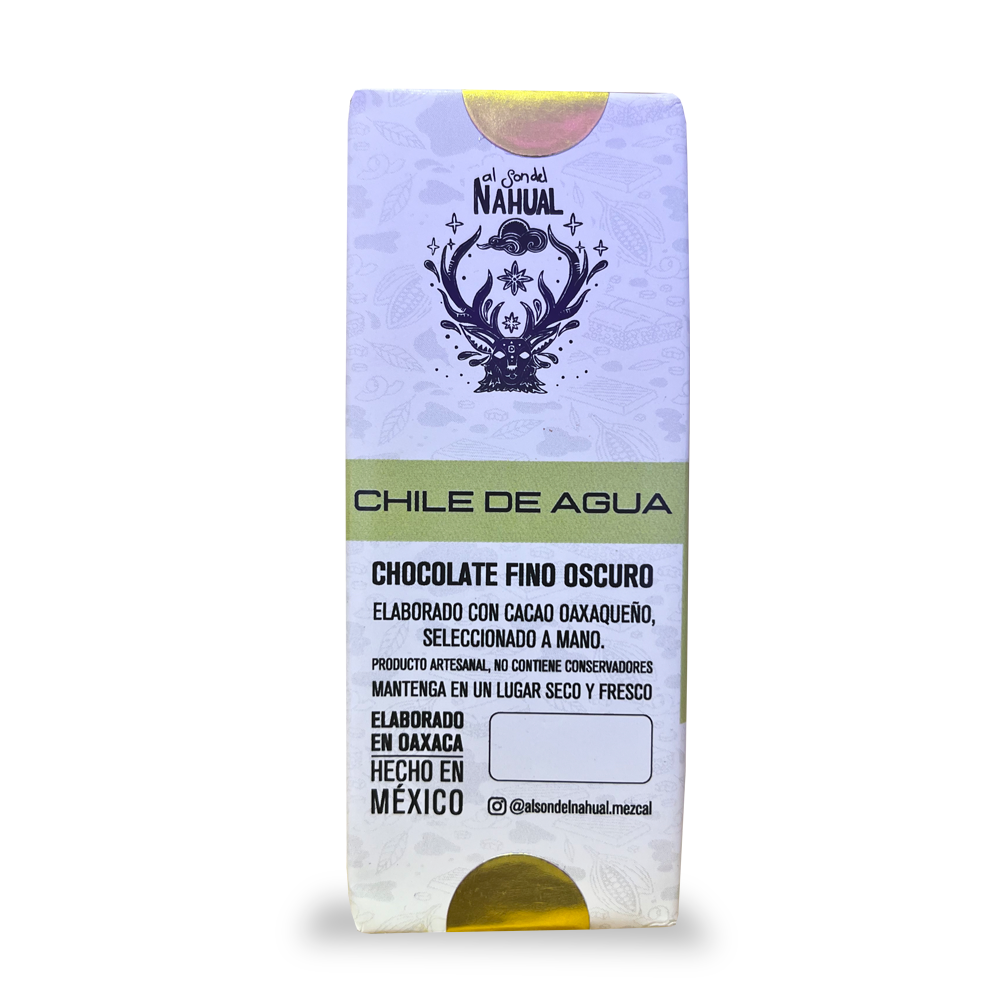 al Son del
NAHUAL
CHILE DE AGUA
CHOCOLATE FINO OSCURO
ELABORADO CON CACAO OAXAQUEÑO,
SELECCIONADO A MANO.
PRODUCTO ARTESANAL, NO CONTIENE CONSERVADORES
MANTENGA EN UN LUGAR SECO Y FRESCO
ELABORADO
EN OAXACA
HECHO EN
MÉXICO
@alsondelnahual.mezcal